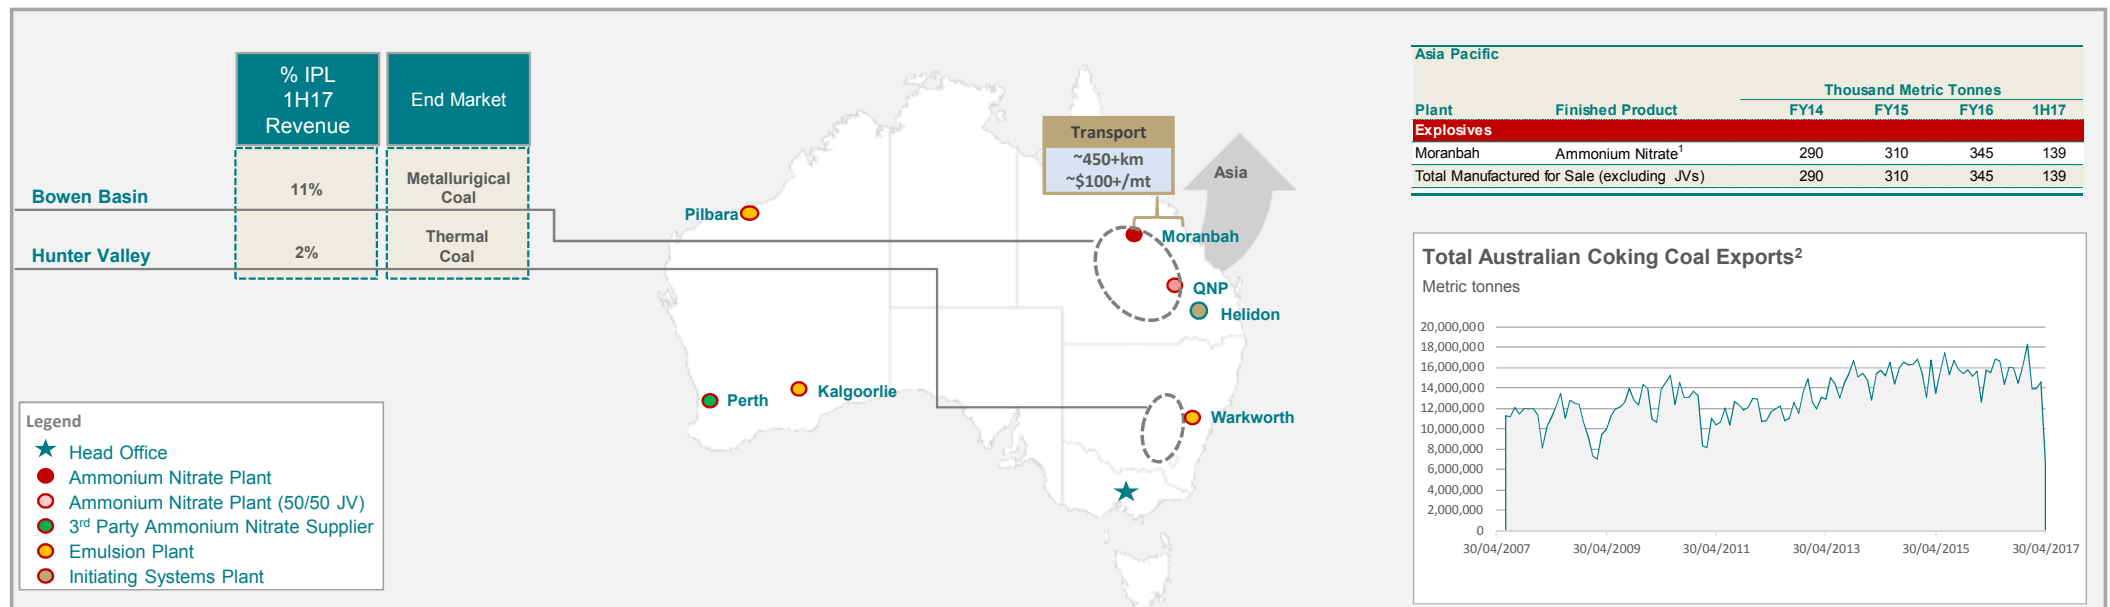 % IPL
1H17
Revenue
End Market
Bowen Basin
11%
Metallurigical
Coal
Hunter Valley
2%
Thermal
Coal
Legend
Head Office
Ammonium Nitrate Plant
Ammonium Nitrate Plant (50/50 JV)
3rd Party Ammonium Nitrate Supplier
Emulsion Plant
Initiating Systems Plant
Transport
~450+km
~$100+/mt
Asia
Pilbara
Moranbah
QNP
Helidon
Perth
Kalgoorlie
Warkworth
Asia Pacific
Thousand Metric Tonnes
Plant Finished Product FY14 FY15 FY16 1H17
Explosives
Moranbah Ammonium Nitrate1 290 310 345 139
Total Manufactured for Sale (excluding JVs) 290 310 345 139
Total Australian Coking Coal Exports2
Metric tonnes
20,000,000
18,000,000
16,000,000
14,000,000
12,000,000
10,000,000
8,000,000
6,000,000
4,000,000
2,000,000
0
30/04/2007 30/04/2009 30/04/2011 30/04/2013 30/04/2015 30/04/2017